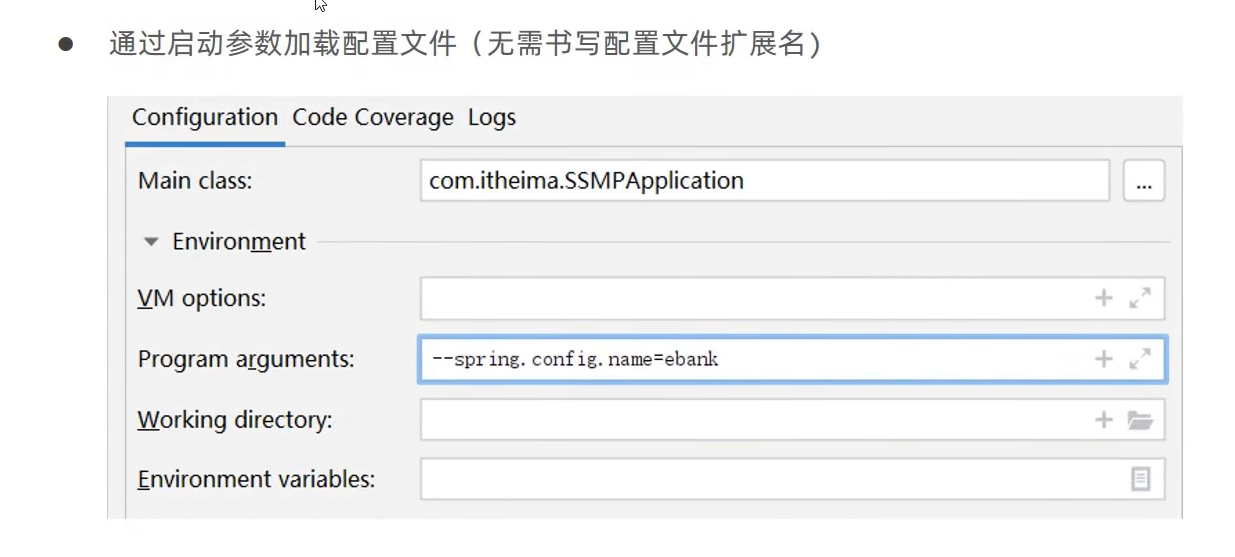 ● 通过启动参数加载配置文件（无需书写配置文件扩展名）
Configuration Code Coverage Logs
Main class: com.itheima.SSMPApplication ...
Environment
VM options:
Program arguments: --spring.config.name=ebank
Working directory:
Environment variables: